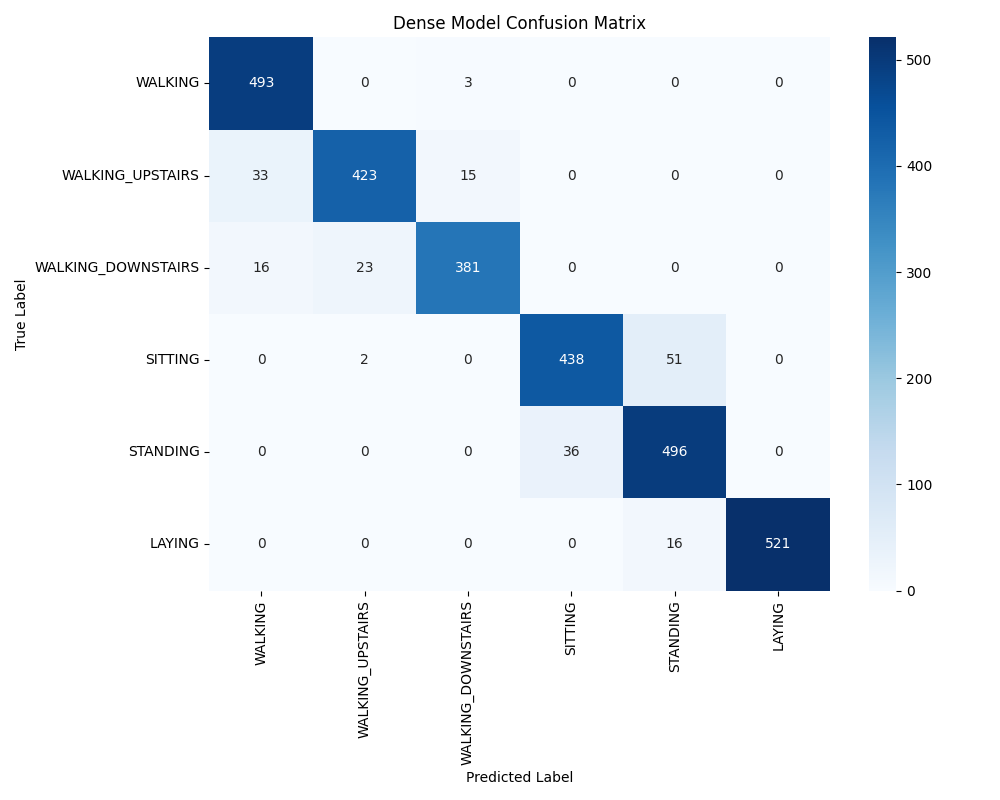 Dense Model Confusion Matrix
True Label
WALKING 493 0 3 0 0 0
WALKING_UPSTAIRS 33 423 15 0 0 0
WALKING_DOWNSTAIRS 16 23 381 0 0 0
SITTING 0 2 0 438 51 0
STANDING 0 0 0 36 496 0
LAYING 0 0 0 0 16 521
WALKING
WALKING_UPSTAIRS
WALKING_DOWNSTAIRS
SITTING
STANDING
LAYING
Predicted Label
500
400
300
200
100
0